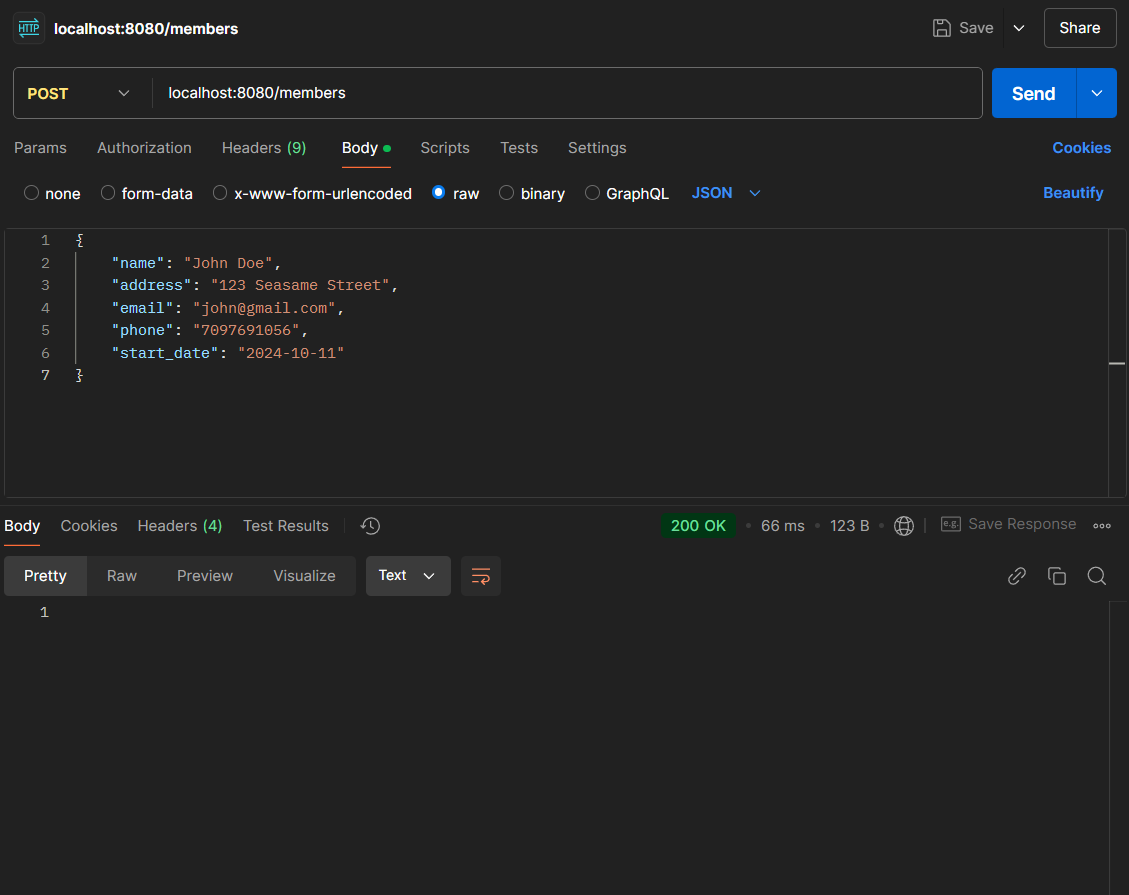 HTTP localhost:8080/members Save Share
POST localhost:8080/members Send
Params Authorization Headers (9) Body Scripts Tests Settings Cookies
none form-data x-www-form-urlencoded raw binary GraphQL JSON Beautify
1 {
2 "name": "John Doe",
3 "address": "123 Seasame Street",
4 "email": "john@gmail.com",
5 "phone": "7097691056",
6 "start_date": "2024-10-11"
7 }
Body Cookies Headers (4) Test Results 200 OK • 66 ms • 123 B • e.g. Save Response
Pretty Raw Preview Visualize Text
1